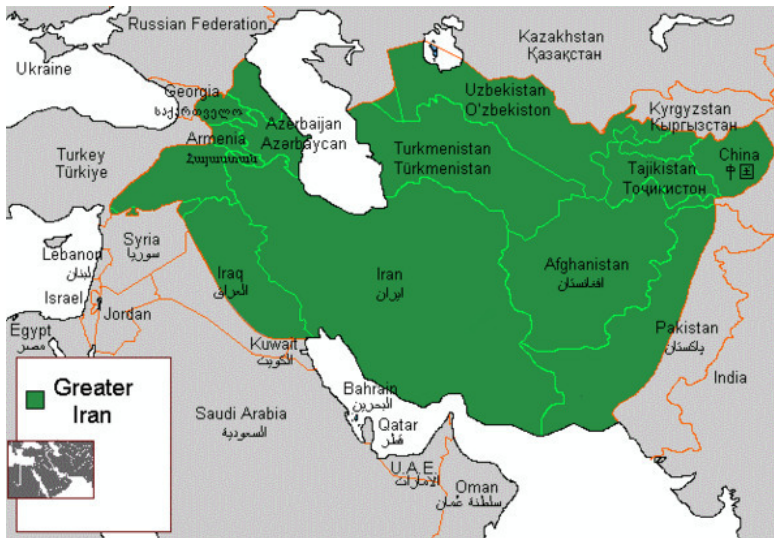 Russian Federation
Kazakhstan
Қазақстан
Ukraine
Georgia
საქართველო
Uzbekistan
O'zbekiston
Kyrgyzstan
Кыргызстан
Azerbaijan
Azərbaycan
Armenia
Հայաստան
Turkmenistan
Türkmenistan
Turkey
Türkiye
China
中国
Tajikistan
Тоҷикистон
Syria
سوريا
Lebanon
لبنان
Iraq
العراق
Iran
ایران
Afghanistan
افغانستان
Israel
Jordan
Egypt
مصر
Kuwait
الكويت
Pakistan
پاکستان
India
Greater
Iran
Bahrain
البحرين
Saudi Arabia
السعودية
Qatar
قطر
U.A.E.
الامارات
Oman
سلطنة عُمان